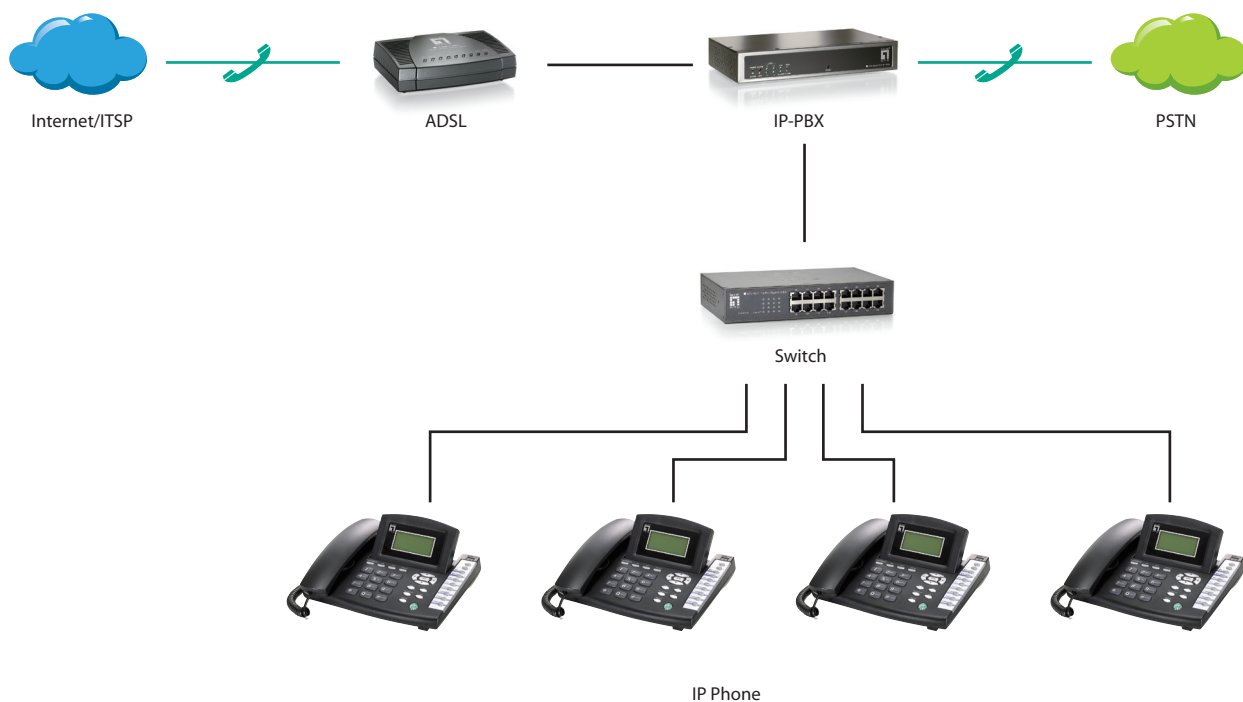 Internet/ITSP
ADSL
IP-PBX
PSTN
Switch
IP Phone